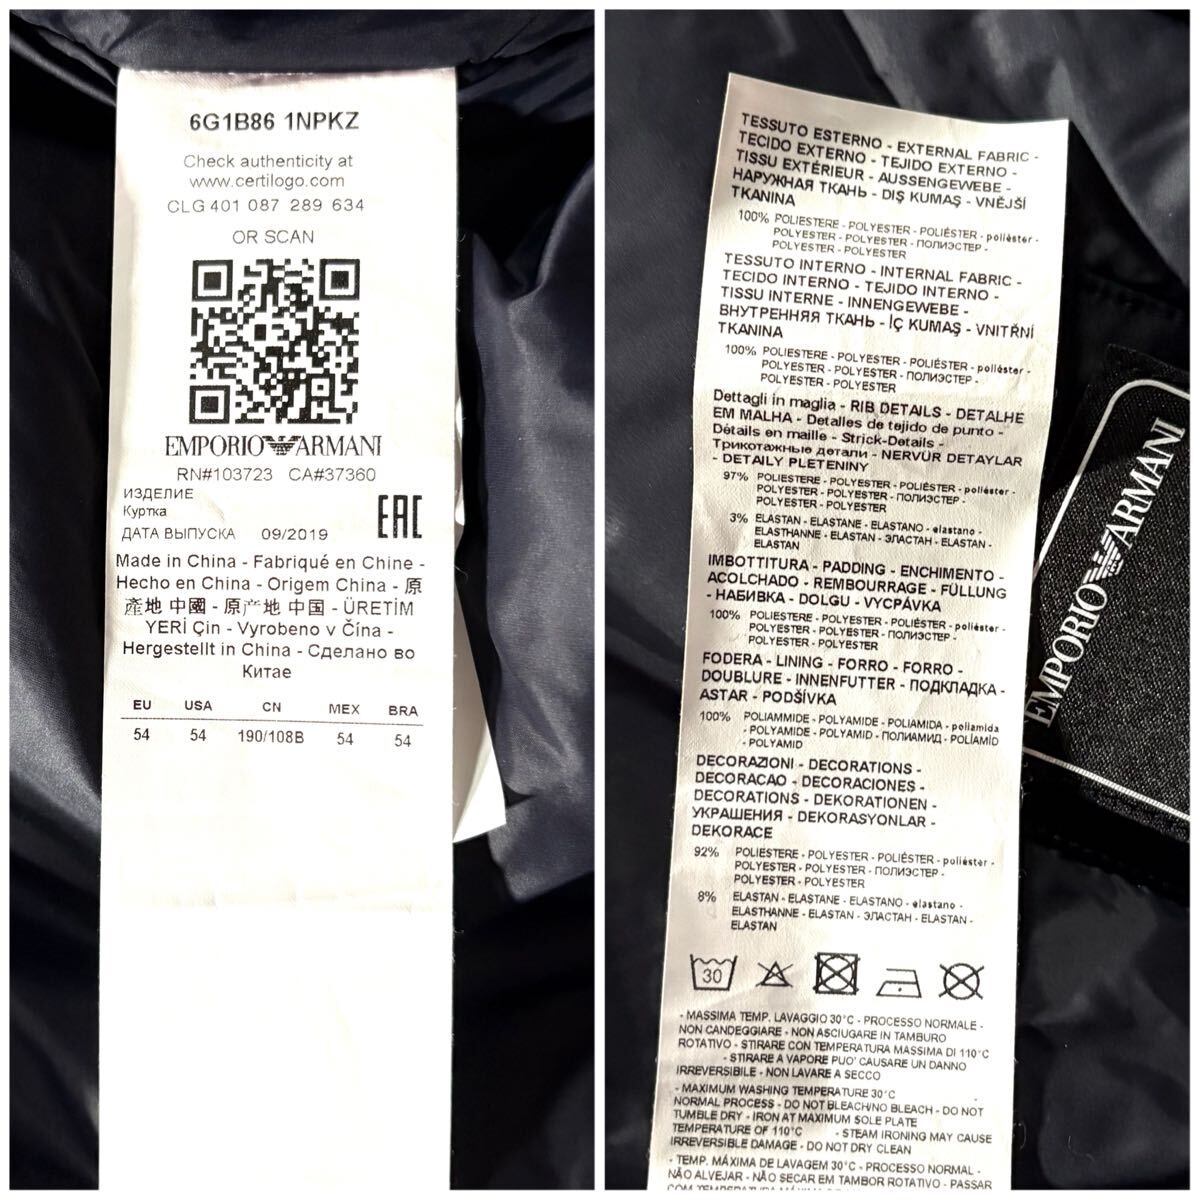 6G1B86 1NPKZ
Check authenticity at
www.certilogo.com
CLG 401 087 289 634
OR SCAN
EMPORIO ARMANI
RN#103723 CA#37360
ИЗДЕЛИЕ
Куртка
ДАТА ВЫПУСКА 09/2019
EAC
Made in China - Fabriqué en Chine -
Hecho en China - Origem China - 原
產地 中國 - 原产地 中国 - ÜRETİM
YERİ Çin - Vyrobeno v Čína -
Hergestellt in China - Сделано во
Китае
EU USA CN MEX BRA
54 54 190/108B 54 54
TESSUTO ESTERNO - EXTERNAL FABRIC -
TECIDO EXTERNO - TEJIDO EXTERNO -
TISSU EXTÉRIEUR - AUSSENGEWEBE -
НАРУЖНАЯ ТКАНЬ - DIŞ KUMAŞ - VNĚJŠÍ
TKANINA
100% POLIESTERE - POLYESTER - POLIÉSTER - poliéster -
POLYESTER - POLYESTER - ПОЛИЭСТЕР -
POLYESTER - POLYESTER
TESSUTO INTERNO - INTERNAL FABRIC -
TECIDO INTERNO - TEJIDO INTERNO -
TISSU INTERNE - INNENGEWEBE -
ВНУТРЕННЯЯ ТКАНЬ - İÇ KUMAŞ - VNITŘNÍ
TKANINA
100% POLIESTERE - POLYESTER - POLIÉSTER - poliéster -
POLYESTER - POLYESTER - ПОЛИЭСТЕР -
POLYESTER - POLYESTER
Dettagli in maglia - RIB DETAILS - DETALHE
EM MALHA - Detalles de tejido de punto -
Détails en maille - Strick-Details -
Трикотажные детали - NERVÜR DETAYLAR
- DETAILY PLETENINY
97% POLIESTERE - POLYESTER - POLIÉSTER - poliéster -
POLYESTER - POLYESTER - ПОЛИЭСТЕР -
POLYESTER - POLYESTER
3% ELASTAN - ELASTANE - ELASTANO - elastano -
ELASTHANNE - ELASTAN - ЭЛАСТАН - ELASTAN -
ELASTAN
IMBOTTITURA - PADDING - ENCHIMENTO -
ACOLCHADO - REMBOURRAGE - FÜLLUNG
- НАБИВКА - DOLGU - VYCPÁVKA
100% POLIESTERE - POLYESTER - POLIÉSTER - poliéster -
POLYESTER - POLYESTER - ПОЛИЭСТЕР -
POLYESTER - POLYESTER
FODERA - LINING - FORRO - FORRO -
DOUBLURE - INNENFUTTER - ПОДКЛАДКА -
ASTAR - PODŠÍVKA
100% POLIAMMIDE - POLYAMIDE - POLIAMIDA - poliamida
- POLYAMIDE - POLYAMID - ПОЛИАМИД - POLÍAMİD
- POLYAMID
DECORAZIONI - DECORATIONS -
DECORACAO - DECORACIONES -
DECORATIONS - DEKORATIONEN -
УКРАШЕНИЯ - DEKORASYONLAR -
DEKORACE
92% POLIESTERE - POLYESTER - POLIÉSTER - poliéster -
POLYESTER - POLYESTER - ПОЛИЭСТЕР -
POLYESTER - POLYESTER
8% ELASTAN - ELASTANE - ELASTANO - elastano -
ELASTHANNE - ELASTAN - ЭЛАСТАН - ELASTAN -
ELASTAN
30
- MASSIMA TEMP. LAVAGGIO 30°C - PROCESSO NORMALE -
NON CANDEGGIARE - NON ASCIUGARE IN TAMBURO
ROTATIVO - STIRARE CON TEMPERATURA MASSIMA DI 110°C
- STIRARE A VAPORE PUO' CAUSARE UN DANNO
IRREVERSIBILE - NON LAVARE A SECCO
- MAXIMUM WASHING TEMPERATURE 30°C -
NORMAL PROCESS - DO NOT BLEACH/NO BLEACH - DO NOT
TUMBLE DRY - IRON AT MAXIMUM SOLE PLATE
TEMPERATURE OF 110°C - STEAM IRONING MAY CAUSE
IRREVERSIBLE DAMAGE - DO NOT DRY CLEAN
- TEMP. MÁXIMA DE LAVAGEM 30°C - PROCESSO NORMAL -
NÃO ALVEJAR - NÃO SECAR EM TAMBOR ROTATIVO - PASSAR
EMPORIO ARMANI